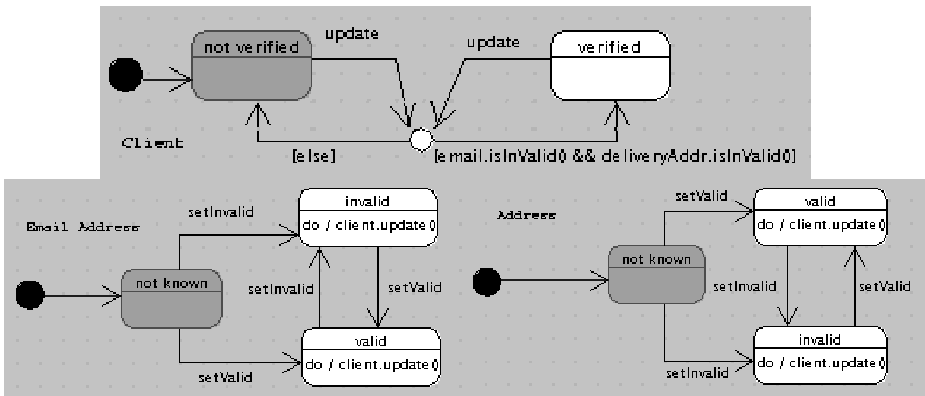 not verified
update
update
verified
Client
[else]
[email.isInValid() && deliveryAddr.isInValid()]
Email Address
setInvalid
invalid
do / client.update()
not known
setInvalid
setValid
valid
do / client.update()
setValid
Address
setValid
valid
do / client.update()
not known
setInvalid
setValid
invalid
do / client.update()
setInvalid